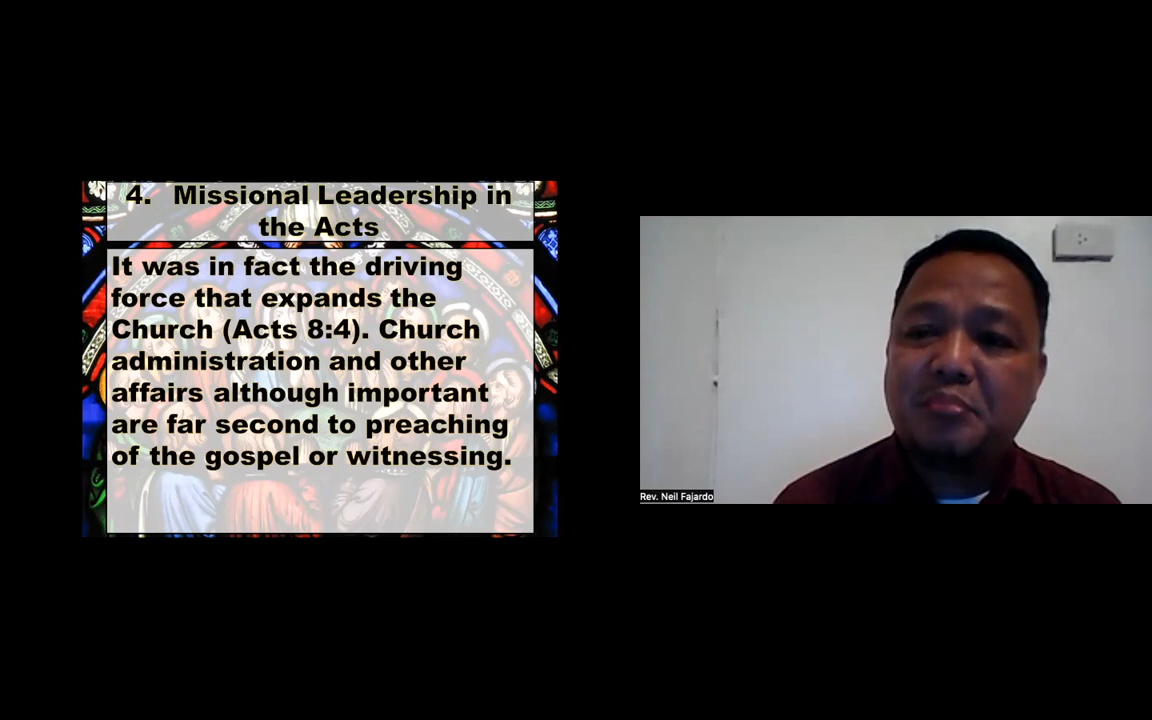 4. Missional Leadership in
the Acts
It was in fact the driving
force that expands the
Church (Acts 8:4). Church
administration and other
affairs although important
are far second to preaching
of the gospel or witnessing.
Rev. Neil Fajardo